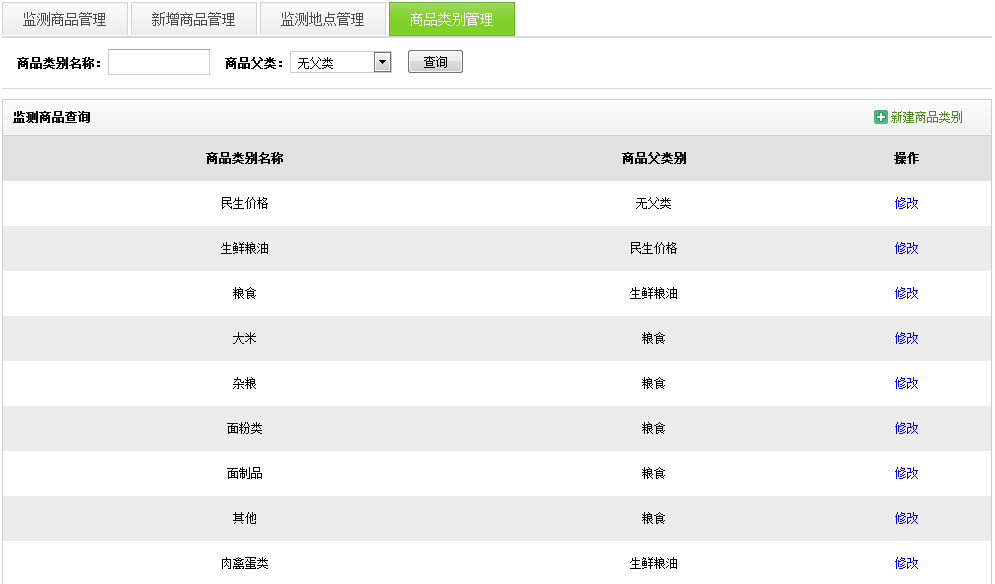 监测商品管理 新增商品管理 监测地点管理 商品类别管理
商品类别名称： 商品父类： 无父类 查询
监测商品查询 新建商品类别
商品类别名称 商品父类别 操作
民生价格 无父类 修改
生鲜粮油 民生价格 修改
粮食 生鲜粮油 修改
大米 粮食 修改
杂粮 粮食 修改
面粉类 粮食 修改
面制品 粮食 修改
其他 粮食 修改
肉禽蛋类 生鲜粮油 修改